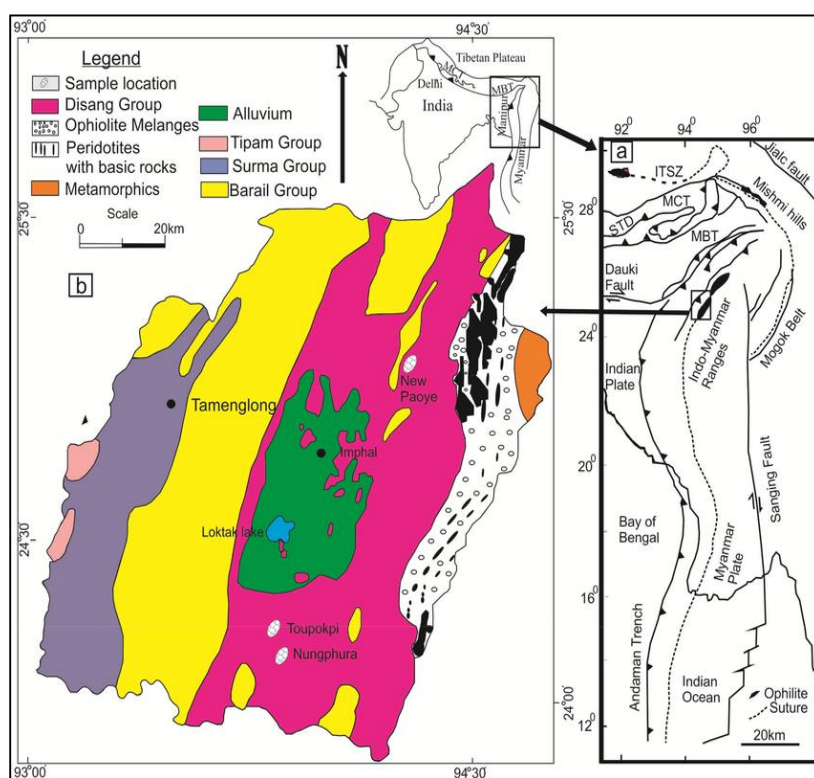 93°00'
94°30'
Legend
Sample location
Disang Group
Ophiolite Melanges
Peridotites
with basic rocks
Metamorphics
Alluvium
Tipam Group
Surma Group
Barail Group
Scale
0 20km
N
Tibetan Plateau
MCT
Delhi
MBT
India
Manipur
Myanmar
25°30'
25°30'
b
New
Paoye
Tamenglong
Imphal
Loktak lake
24°30'
Toupokpi
Nungphura
24°00'
93°00'
94°30'
92 94 96
a
ITSZ
Jialc fault
Mishmi hills
28°
STD
MCT
MBT
Dauki
Fault
24°
Mogok Belt
Indo-Myanmar
Ranges
Indian
Plate
20°
Sanging Fault
Bay of
Bengal
Myanmar
Plate
16°
Andaman Trench
Indian
Ocean
12°
Ophilite
Suture
20km